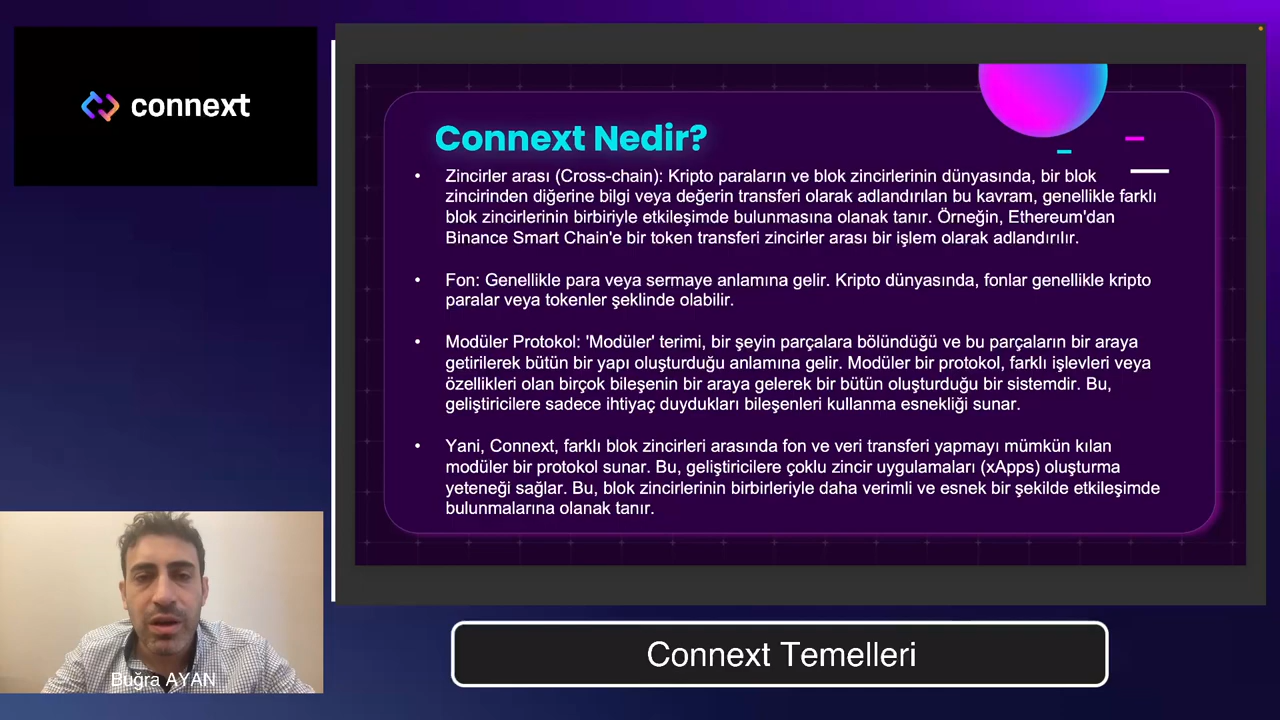 connext
Connext Nedir?
• Zincirler arası (Cross-chain): Kripto paraların ve blok zincirlerinin dünyasında, bir blok
zincirinden diğerine bilgi veya değerin transferi olarak adlandırılan bu kavram, genellikle farklı
blok zincirlerinin birbiriyle etkileşimde bulunmasına olanak tanır. Örneğin, Ethereum'dan
Binance Smart Chain'e bir token transferi zincirler arası bir işlem olarak adlandırılır.
• Fon: Genellikle para veya sermaye anlamına gelir. Kripto dünyasında, fonlar genellikle kripto
paralar veya tokenler şeklinde olabilir.
• Modüler Protokol: 'Modüler' terimi, bir şeyin parçalara bölündüğü ve bu parçaların bir araya
getirilerek bütün bir yapı oluşturduğu anlamına gelir. Modüler bir protokol, farklı işlevleri veya
özellikleri olan birçok bileşenin bir araya gelerek bir bütün oluşturduğu bir sistemdir. Bu,
geliştiricilere sadece ihtiyaç duydukları bileşenleri kullanma esnekliği sunar.
• Yani, Connext, farklı blok zincirleri arasında fon ve veri transferi yapmayı mümkün kılan
modüler bir protokol sunar. Bu, geliştiricilere çoklu zincir uygulamaları (xApps) oluşturma
yeteneği sağlar. Bu, blok zincirlerinin birbirleriyle daha verimli ve esnek bir şekilde etkileşimde
bulunmalarına olanak tanır.
Buğra AYAN
Connext Temelleri